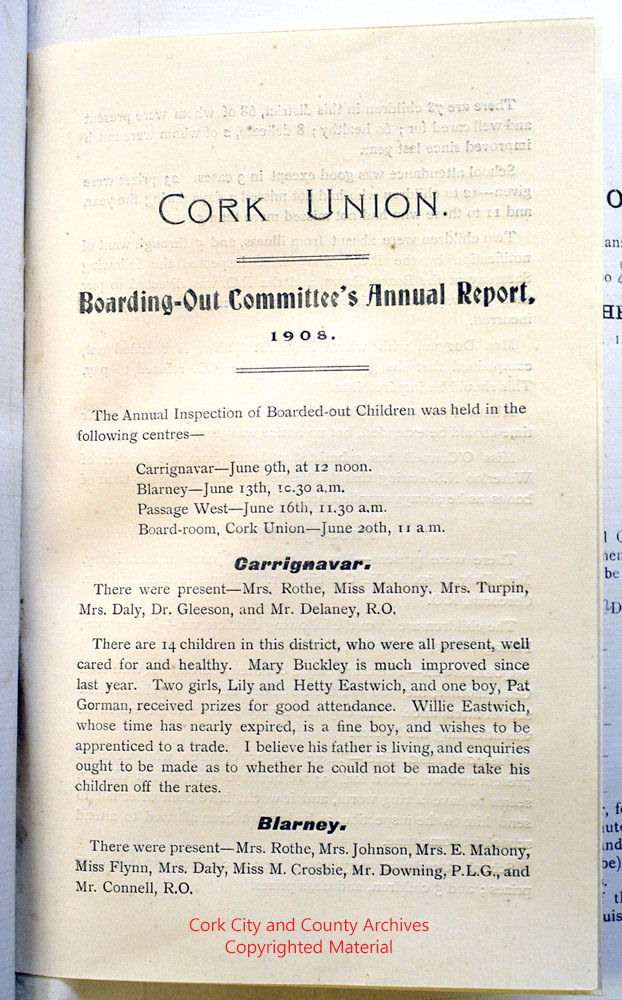 CORK UNION.
Boarding-Out Committee's Annual Report,
1908.
The Annual Inspection of Boarded-out Children was held in the
following centres—
Carrignavar—June 9th, at 12 noon.
Blarney—June 13th, 10.30 a.m.
Passage West—June 16th, 11.30 a.m.
Board-room, Cork Union—June 20th, 11 a.m.
Carrignavar.
There were present—Mrs. Rothe, Miss Mahony, Mrs. Turpin,
Mrs. Daly, Dr. Gleeson, and Mr. Delaney, R.O.
There are 14 children in this district, who were all present, well
cared for and healthy. Mary Buckley is much improved since
last year. Two girls, Lily and Hetty Eastwich, and one boy, Pat
Gorman, received prizes for good attendance. Willie Eastwich,
whose time has nearly expired, is a fine boy, and wishes to be
apprenticed to a trade. I believe his father is living, and enquiries
ought to be made as to whether he could not be made take his
children off the rates.
Blarney.
There were present—Mrs. Rothe, Mrs. Johnson, Mrs. E. Mahony,
Miss Flynn, Mrs. Daly, Miss M. Crosbie, Mr. Downing, P.L.G., and
Mr. Connell, R.O.
Cork City and County Archives
Copyrighted Material